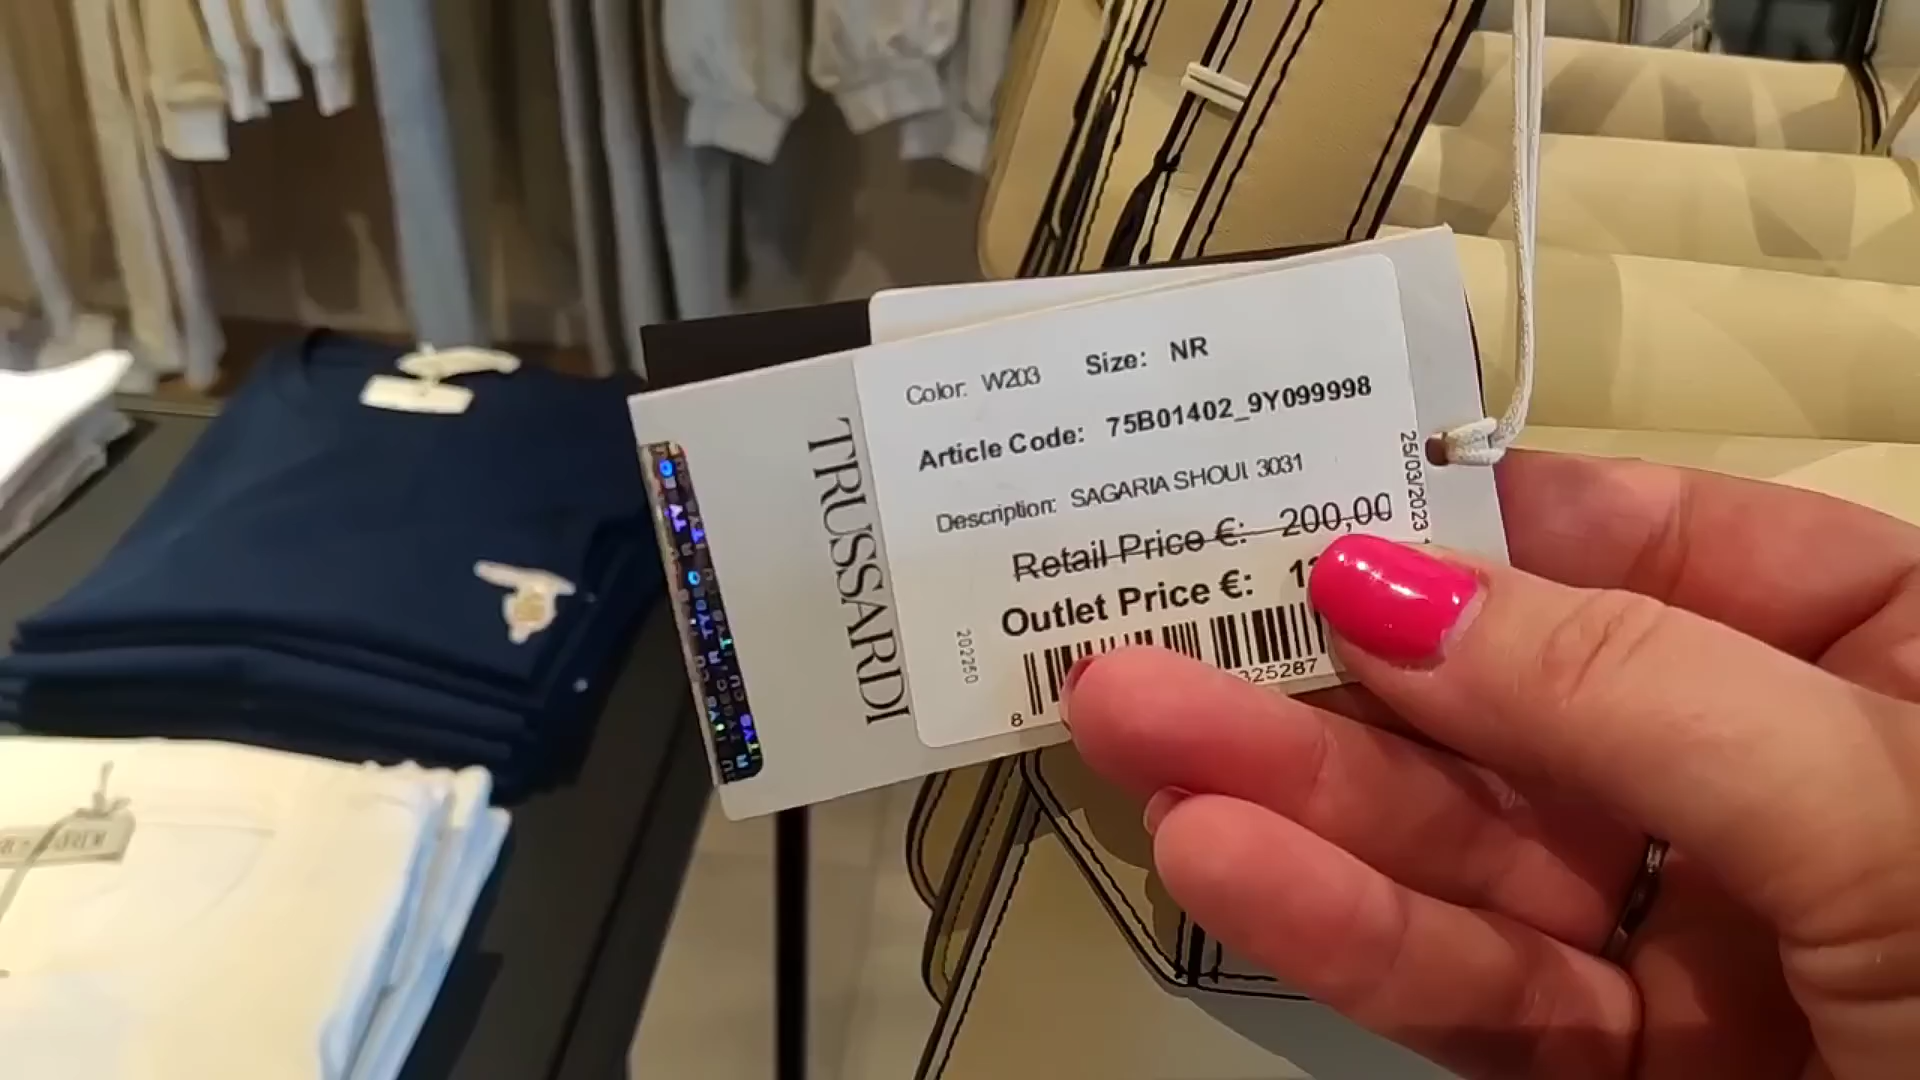 TRUSSARDI
Color: W203 Size: NR
Article Code: 75B01402_9Y099998
Description: SAGARIA SHOUL 3031
Retail Price €: 200,00
Outlet Price €:
25/03/2023
202250
8
325287